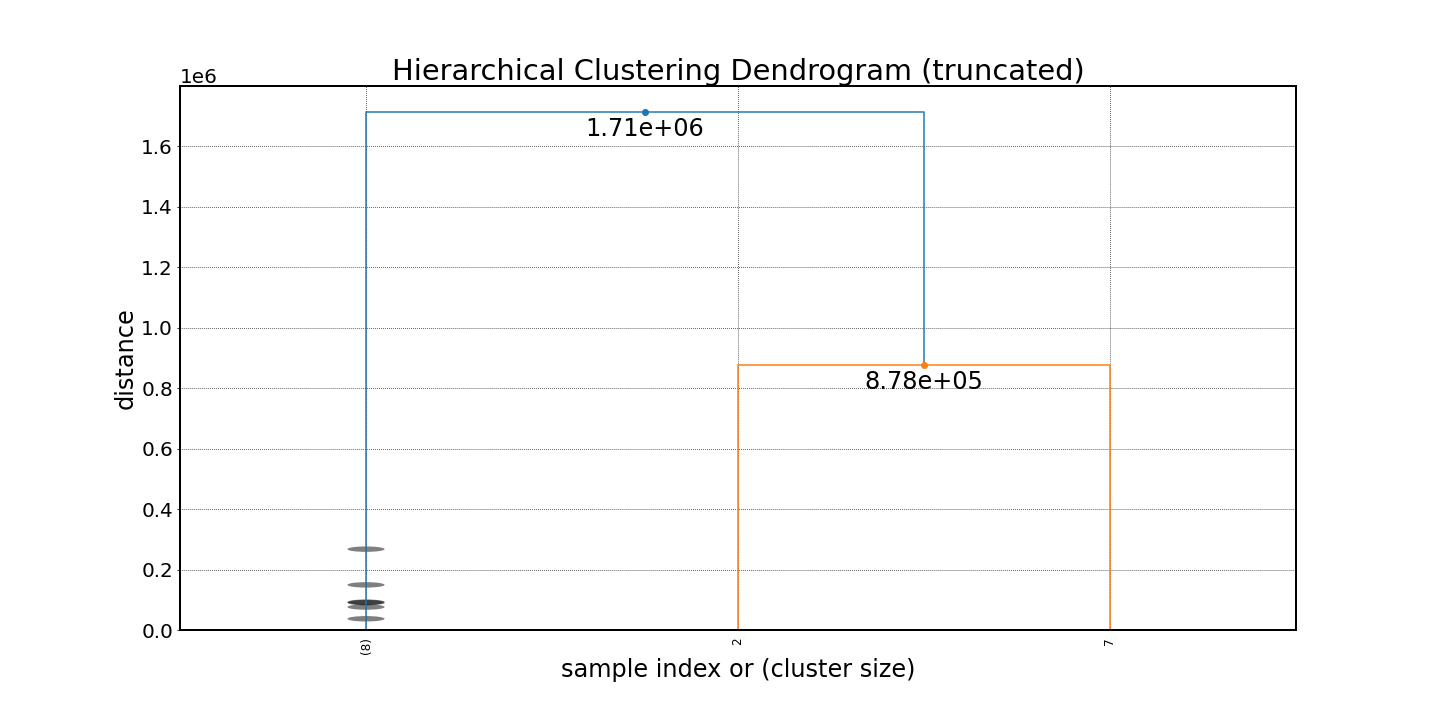 Hierarchical Clustering Dendrogram (truncated)
1e6
1.71e+06
1.6
1.4
1.2
1.0
8.78e+05
0.8
0.6
0.4
0.2
0.0
distance
(8)
2
7
sample index or (cluster size)